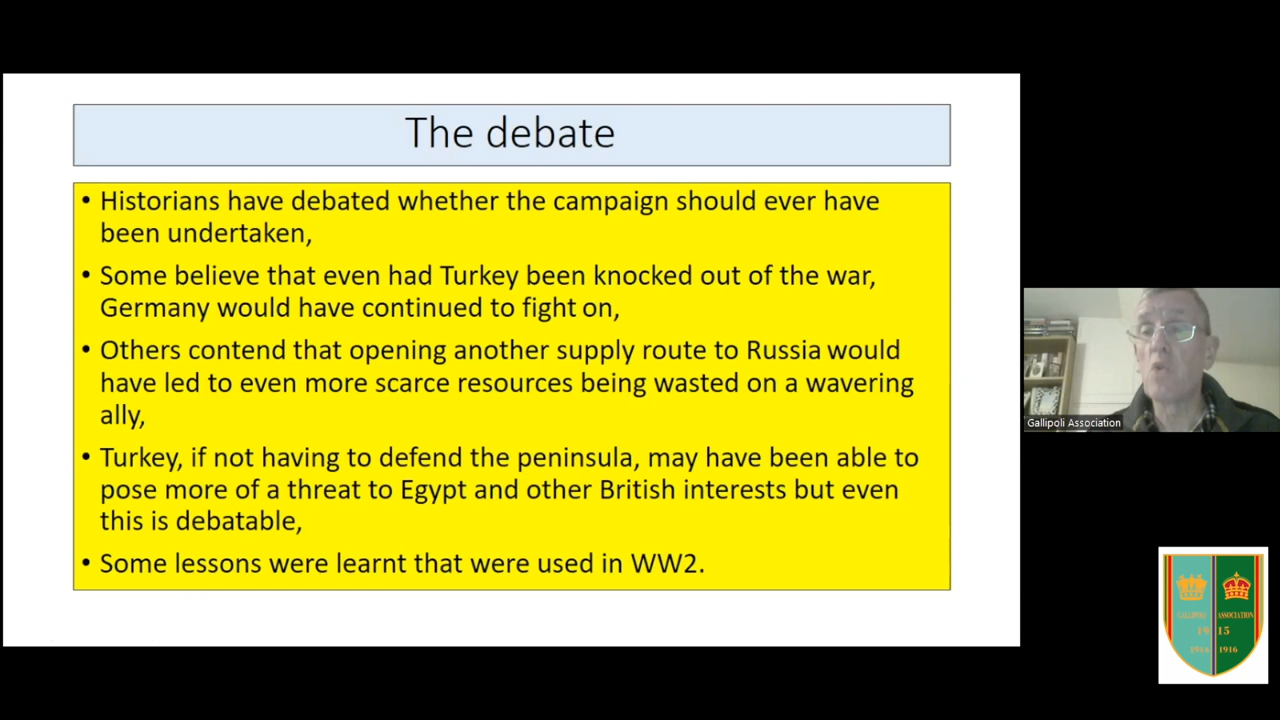 The debate
• Historians have debated whether the campaign should ever have
been undertaken,
• Some believe that even had Turkey been knocked out of the war,
Germany would have continued to fight on,
• Others contend that opening another supply route to Russia would
have led to even more scarce resources being wasted on a wavering
ally,
• Turkey, if not having to defend the peninsula, may have been able to
pose more of a threat to Egypt and other British interests but even
this is debatable,
• Some lessons were learnt that were used in WW2.
Gallipoli Association
GALLIPOLI ASSOCIATION
1915
1916